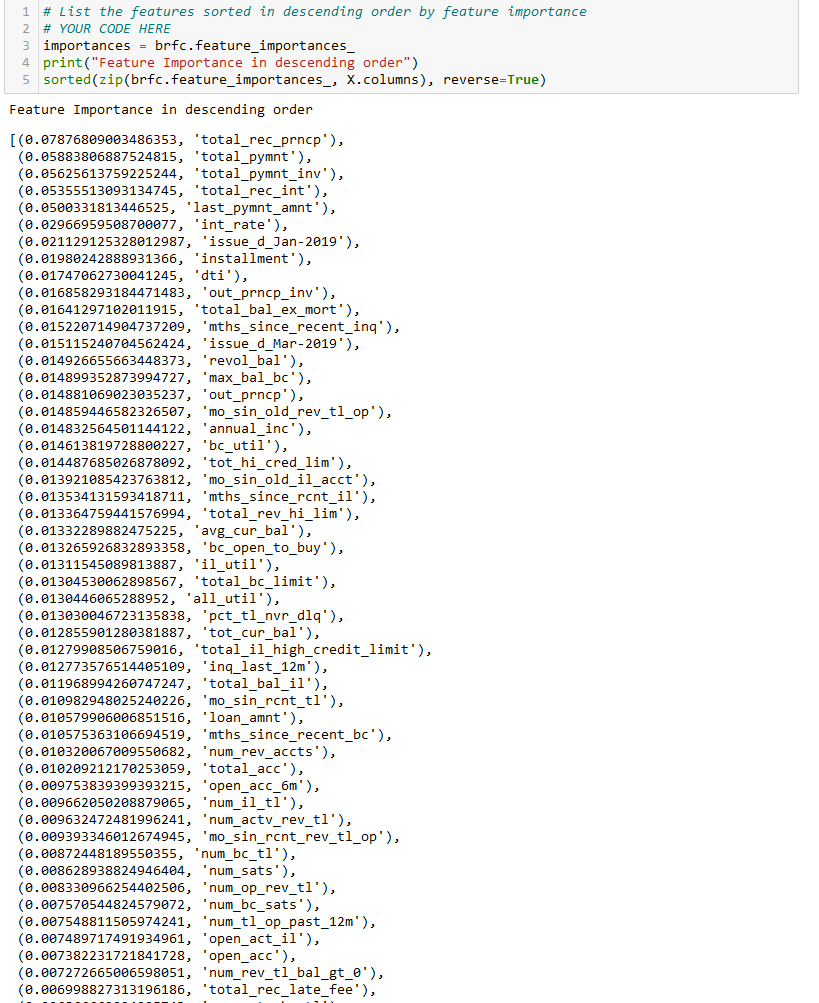 1 # List the features sorted in descending order by feature importance
2 # YOUR CODE HERE
3 importances = brfc.feature_importances_
4 print("Feature Importance in descending order")
5 sorted(zip(brfc.feature_importances_, X.columns), reverse=True)
Feature Importance in descending order
[(0.07876809003486353, 'total_rec_prncp'),
(0.05883806887524815, 'total_pymnt'),
(0.05625613759225244, 'total_pymnt_inv'),
(0.05355513093134745, 'total_rec_int'),
(0.0500331813446525, 'last_pymnt_amnt'),
(0.02966959508700077, 'int_rate'),
(0.021129125328012987, 'issue_d_Jan-2019'),
(0.01980242888931366, 'installment'),
(0.01747062730041245, 'dti'),
(0.016858293184471483, 'out_prncp_inv'),
(0.01641297102011915, 'total_bal_ex_mort'),
(0.015220714904737209, 'mths_since_recent_inq'),
(0.015115240704562424, 'issue_d_Mar-2019'),
(0.014926655663448373, 'revol_bal'),
(0.014899352873994727, 'max_bal_bc'),
(0.014881069023035237, 'out_prncp'),
(0.014859446582326507, 'mo_sin_old_rev_tl_op'),
(0.014832564501144122, 'annual_inc'),
(0.014613819728800227, 'bc_util'),
(0.014487685026878092, 'tot_hi_cred_lim'),
(0.013921085423763812, 'mo_sin_old_il_acct'),
(0.013534131593418711, 'mths_since_rcnt_il'),
(0.013364759441576994, 'total_rev_hi_lim'),
(0.01332289882475225, 'avg_cur_bal'),
(0.013265926832893358, 'bc_open_to_buy'),
(0.01311545089813887, 'il_util'),
(0.01304530062898567, 'total_bc_limit'),
(0.0130446065288952, 'all_util'),
(0.013030046723135838, 'pct_tl_nvr_dlq'),
(0.012855901280381887, 'tot_cur_bal'),
(0.01279908506759016, 'total_il_high_credit_limit'),
(0.012773576514405109, 'inq_last_12m'),
(0.011968994260747247, 'total_bal_il'),
(0.010982948025240226, 'mo_sin_rcnt_tl'),
(0.010579906006851516, 'loan_amnt'),
(0.010575363106694519, 'mths_since_recent_bc'),
(0.010320067009550682, 'num_rev_accts'),
(0.010209212170253059, 'total_acc'),
(0.009753839399393215, 'open_acc_6m'),
(0.009662050208879065, 'num_il_tl'),
(0.009632472481996241, 'num_actv_rev_tl'),
(0.009393346012674945, 'mo_sin_rcnt_rev_tl_op'),
(0.00872448189550355, 'num_bc_tl'),
(0.008628938824946404, 'num_sats'),
(0.008330966254402506, 'num_op_rev_tl'),
(0.007570544824579072, 'num_bc_sats'),
(0.007548811505974241, 'num_tl_op_past_12m'),
(0.007489717491934961, 'open_act_il'),
(0.007382231721841728, 'open_acc'),
(0.007272665006598051, 'num_rev_tl_bal_gt_0'),
(0.006998827313196186, 'total_rec_late_fee'),